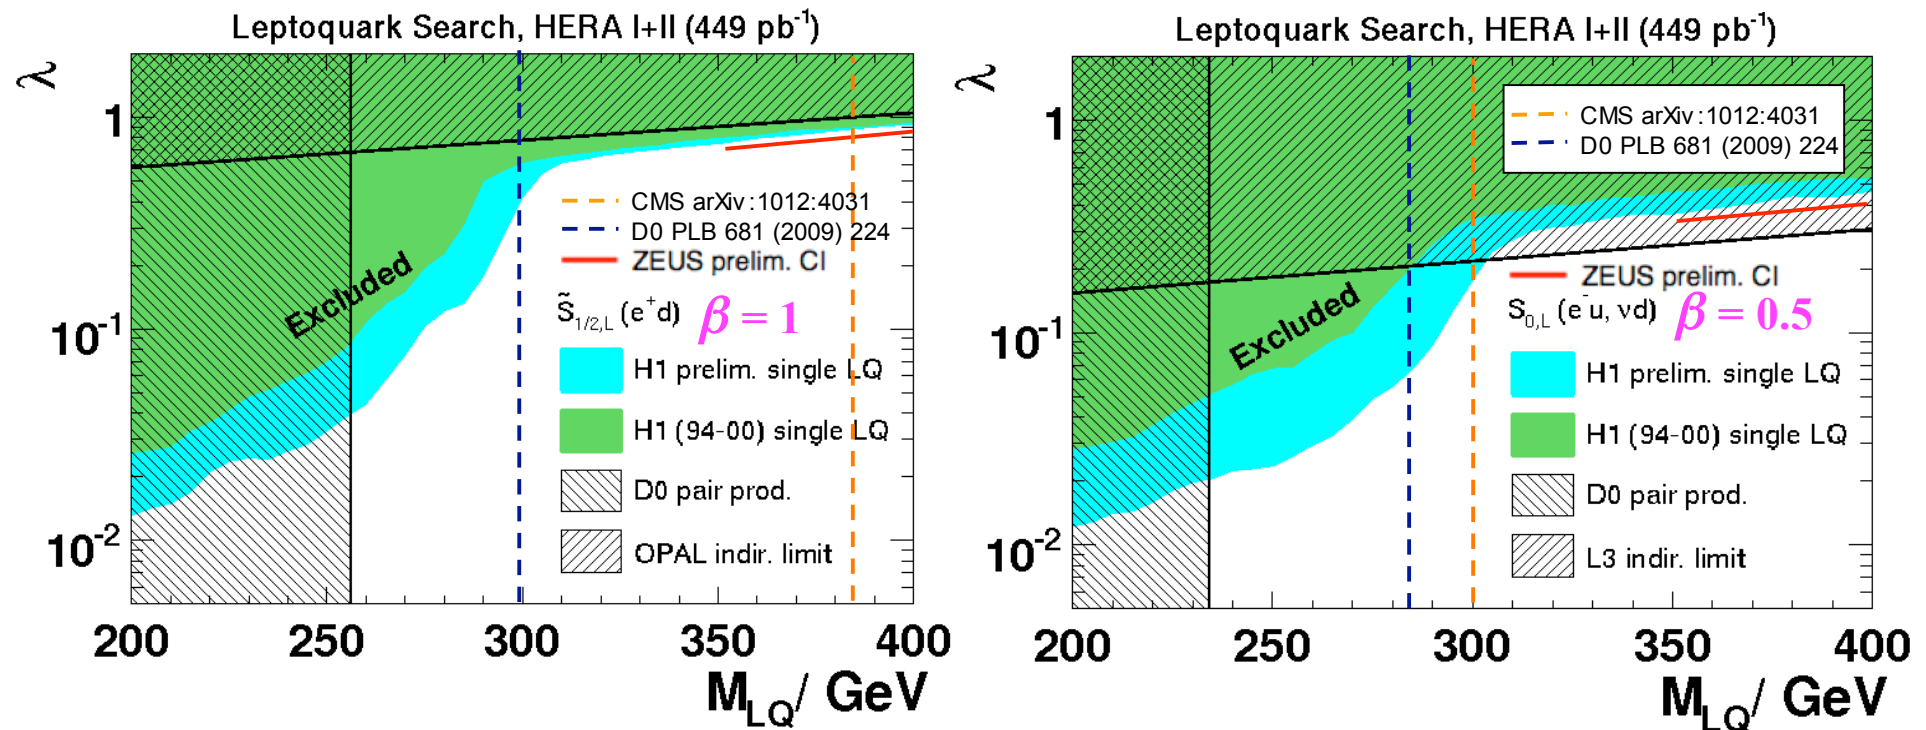 Leptoquark Search, HERA I+II (449 pb⁻¹)
λ
1
10⁻¹
10⁻²
Excluded
CMS arXiv:1012:4031
D0 PLB 681 (2009) 224
ZEUS prelim. CI
S̃1/2,L (e⁺d) β = 1
H1 prelim. single LQ
H1 (94-00) single LQ
D0 pair prod.
OPAL indir. limit
200 250 300 350 400
M_LQ/ GeV
Leptoquark Search, HERA I+II (449 pb⁻¹)
λ
1
10⁻¹
10⁻²
CMS arXiv:1012:4031
D0 PLB 681 (2009) 224
Excluded
ZEUS prelim. CI
S0,L (e⁻u, νd) β = 0.5
H1 prelim. single LQ
H1 (94-00) single LQ
D0 pair prod.
L3 indir. limit
200 250 300 350 400
M_LQ/ GeV